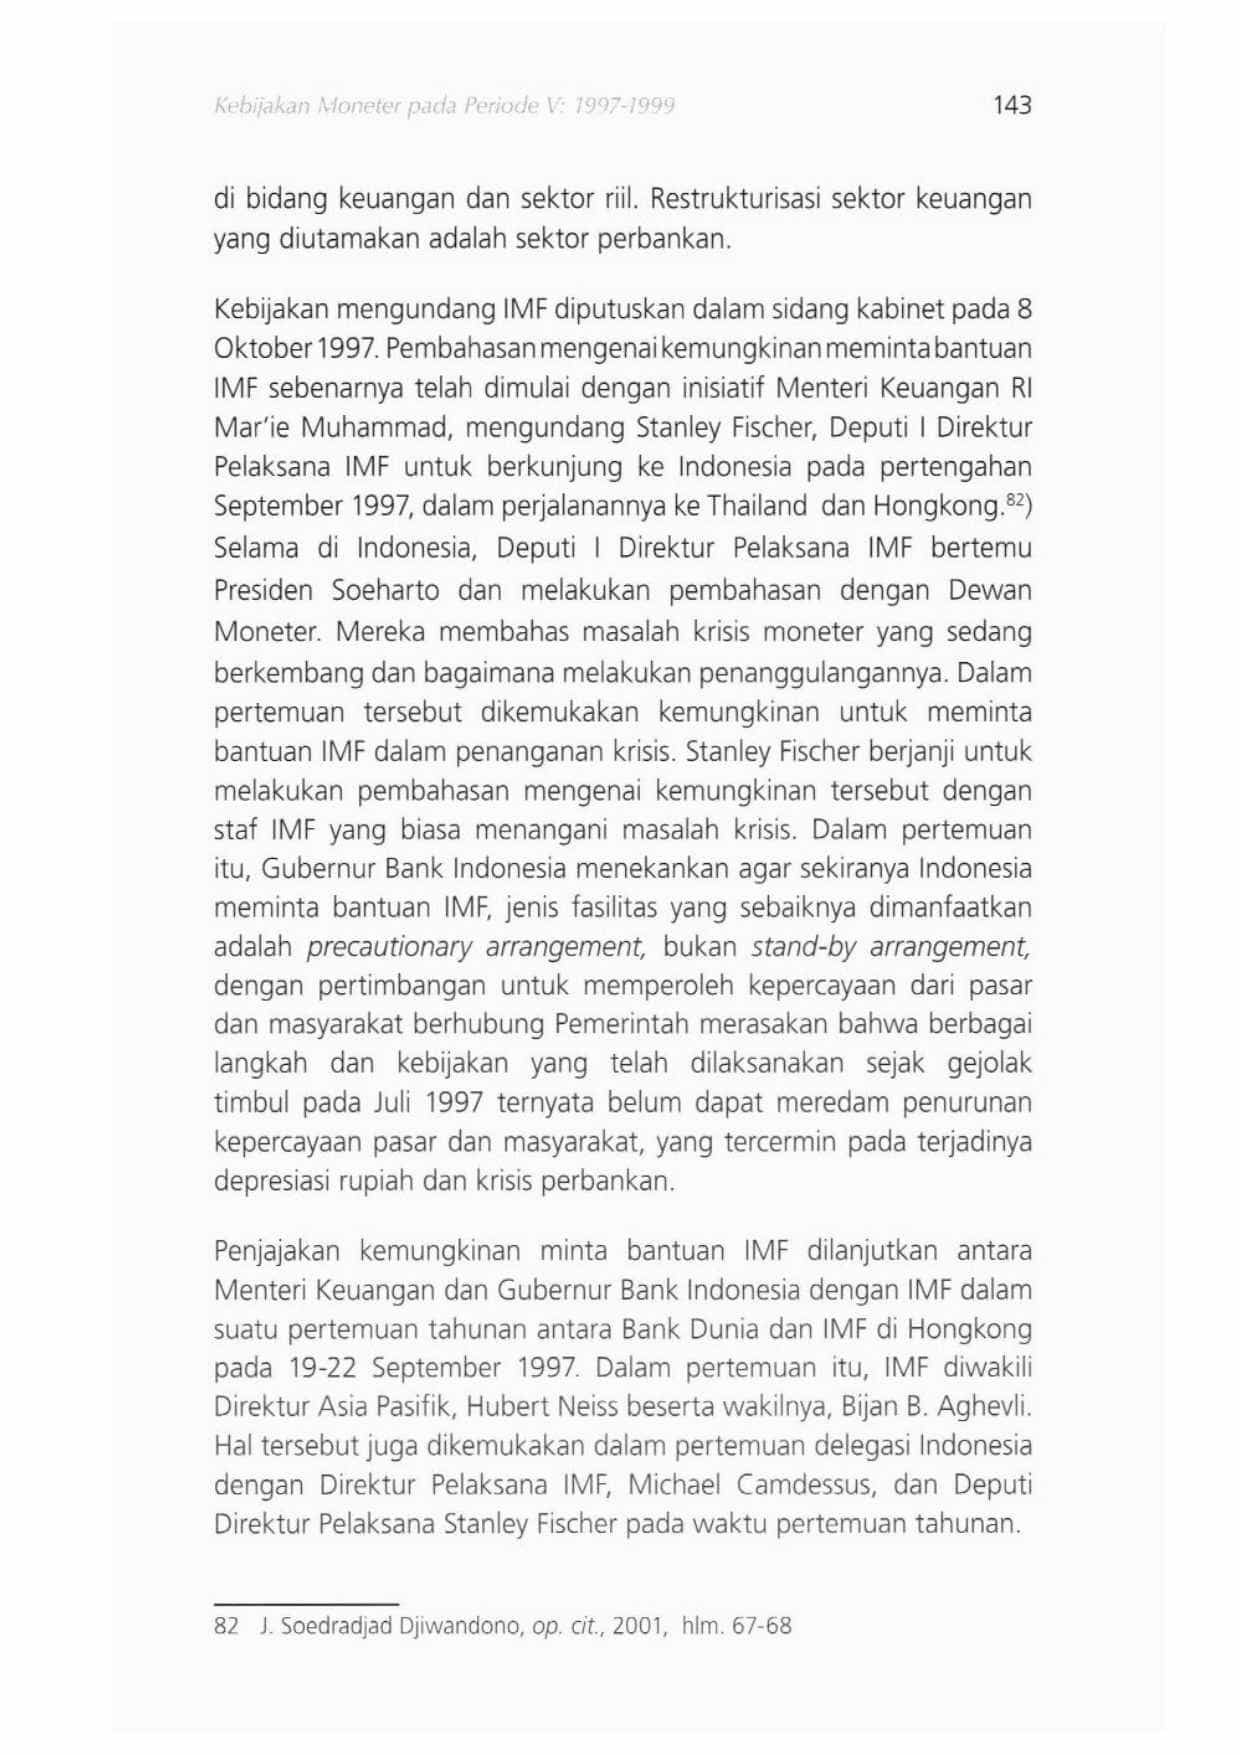 Kebijakan Moneter pada Periode V: 1997-1999 143
di bidang keuangan dan sektor riil. Restrukturisasi sektor keuangan
yang diutamakan adalah sektor perbankan.
Kebijakan mengundang IMF diputuskan dalam sidang kabinet pada 8
Oktober 1997. Pembahasan mengenai kemungkinan meminta bantuan
IMF sebenarnya telah dimulai dengan inisiatif Menteri Keuangan RI
Mar'ie Muhammad, mengundang Stanley Fischer, Deputi I Direktur
Pelaksana IMF untuk berkunjung ke Indonesia pada pertengahan
September 1997, dalam perjalanannya ke Thailand dan Hongkong.82)
Selama di Indonesia, Deputi I Direktur Pelaksana IMF bertemu
Presiden Soeharto dan melakukan pembahasan dengan Dewan
Moneter. Mereka membahas masalah krisis moneter yang sedang
berkembang dan bagaimana melakukan penanggulangannya. Dalam
pertemuan tersebut dikemukakan kemungkinan untuk meminta
bantuan IMF dalam penanganan krisis. Stanley Fischer berjanji untuk
melakukan pembahasan mengenai kemungkinan tersebut dengan
staf IMF yang biasa menangani masalah krisis. Dalam pertemuan
itu, Gubernur Bank Indonesia menekankan agar sekiranya Indonesia
meminta bantuan IMF, jenis fasilitas yang sebaiknya dimanfaatkan
adalah precautionary arrangement, bukan stand-by arrangement,
dengan pertimbangan untuk memperoleh kepercayaan dari pasar
dan masyarakat berhubung Pemerintah merasakan bahwa berbagai
langkah dan kebijakan yang telah dilaksanakan sejak gejolak
timbul pada Juli 1997 ternyata belum dapat meredam penurunan
kepercayaan pasar dan masyarakat, yang tercermin pada terjadinya
depresiasi rupiah dan krisis perbankan.
Penjajakan kemungkinan minta bantuan IMF dilanjutkan antara
Menteri Keuangan dan Gubernur Bank Indonesia dengan IMF dalam
suatu pertemuan tahunan antara Bank Dunia dan IMF di Hongkong
pada 19-22 September 1997. Dalam pertemuan itu, IMF diwakili
Direktur Asia Pasifik, Hubert Neiss beserta wakilnya, Bijan B. Aghevli.
Hal tersebut juga dikemukakan dalam pertemuan delegasi Indonesia
dengan Direktur Pelaksana IMF, Michael Camdessus, dan Deputi
Direktur Pelaksana Stanley Fischer pada waktu pertemuan tahunan.
82 J. Soedradjad Djiwandono, op. cit., 2001, hlm. 67-68